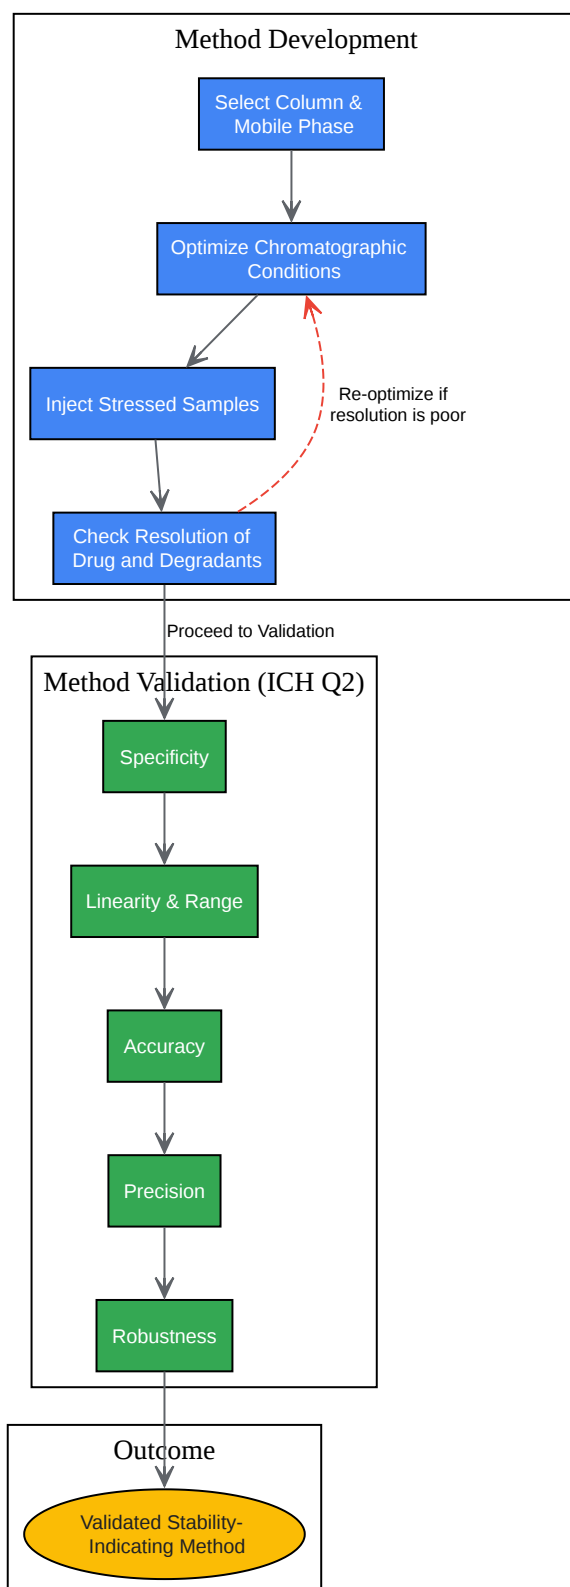 Method Development
Select Column &
Mobile Phase
Optimize Chromatographic
Conditions
Inject Stressed Samples
Re-optimize if
resolution is poor
Check Resolution of
Drug and Degradants
Proceed to Validation
Method Validation (ICH Q2)
Specificity
Linearity & Range
Accuracy
Precision
Robustness
Outcome
Validated Stability-
Indicating Method